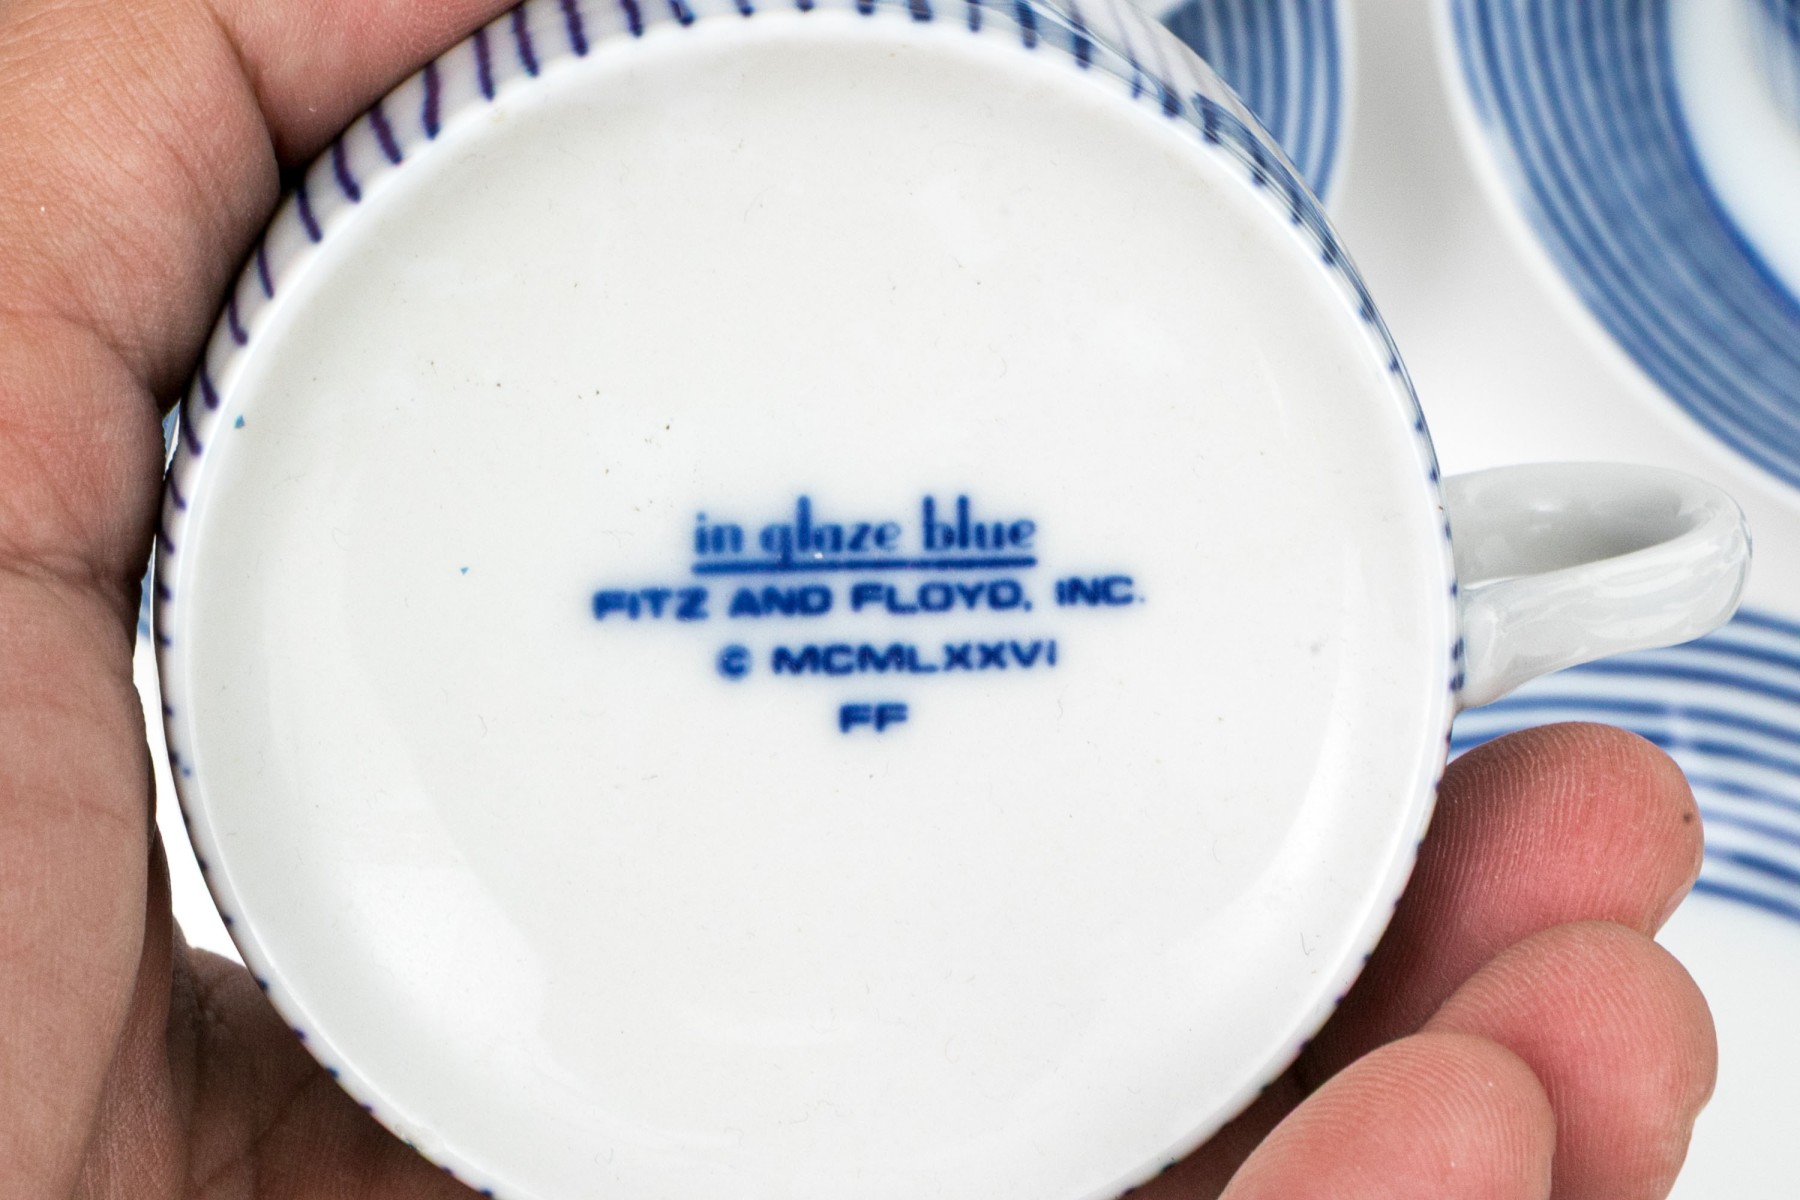 in glaze blue
FITZ AND FLOYD, INC.
© MCMLXXVI
FF